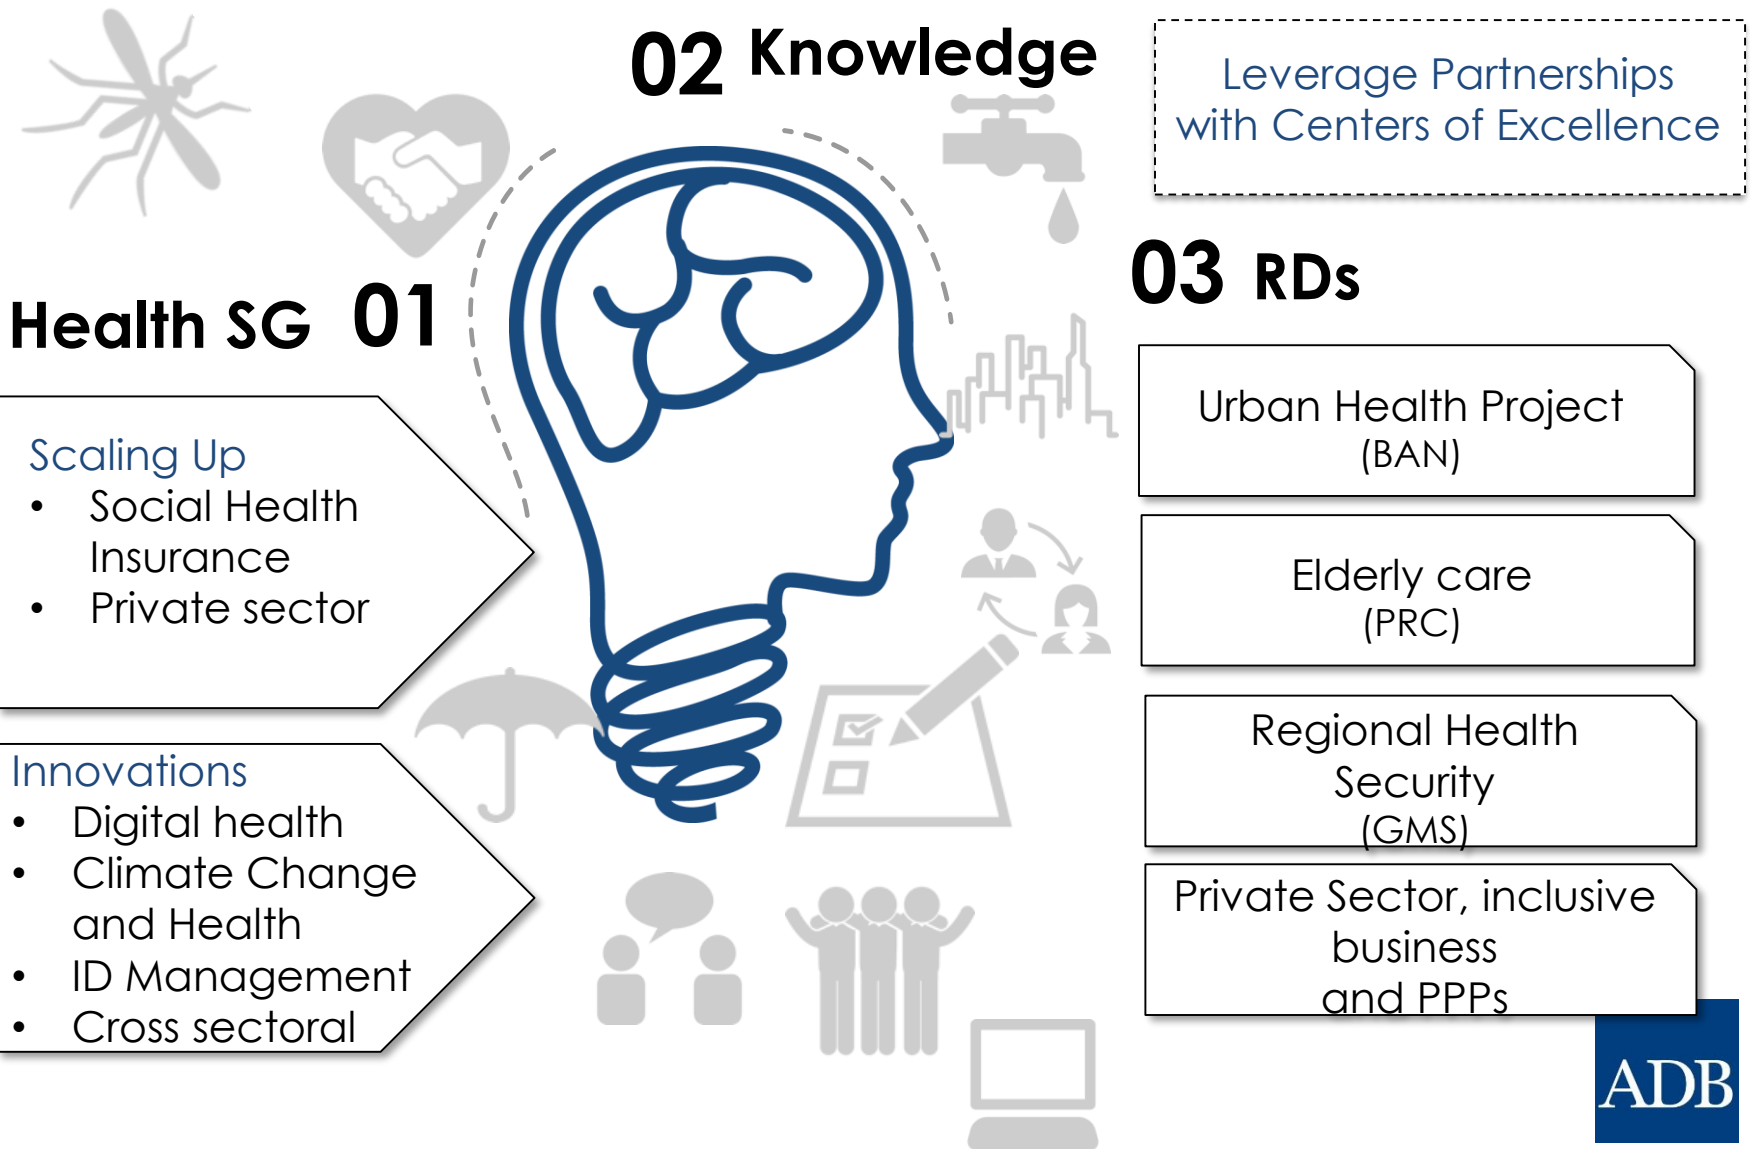 02 Knowledge
Leverage Partnerships
with Centers of Excellence
Health SG 01
Scaling Up
• Social Health
Insurance
• Private sector
Innovations
• Digital health
• Climate Change
and Health
• ID Management
• Cross sectoral
03 RDs
Urban Health Project
(BAN)
Elderly care
(PRC)
Regional Health
Security
(GMS)
Private Sector, inclusive
business
and PPPs
ADB